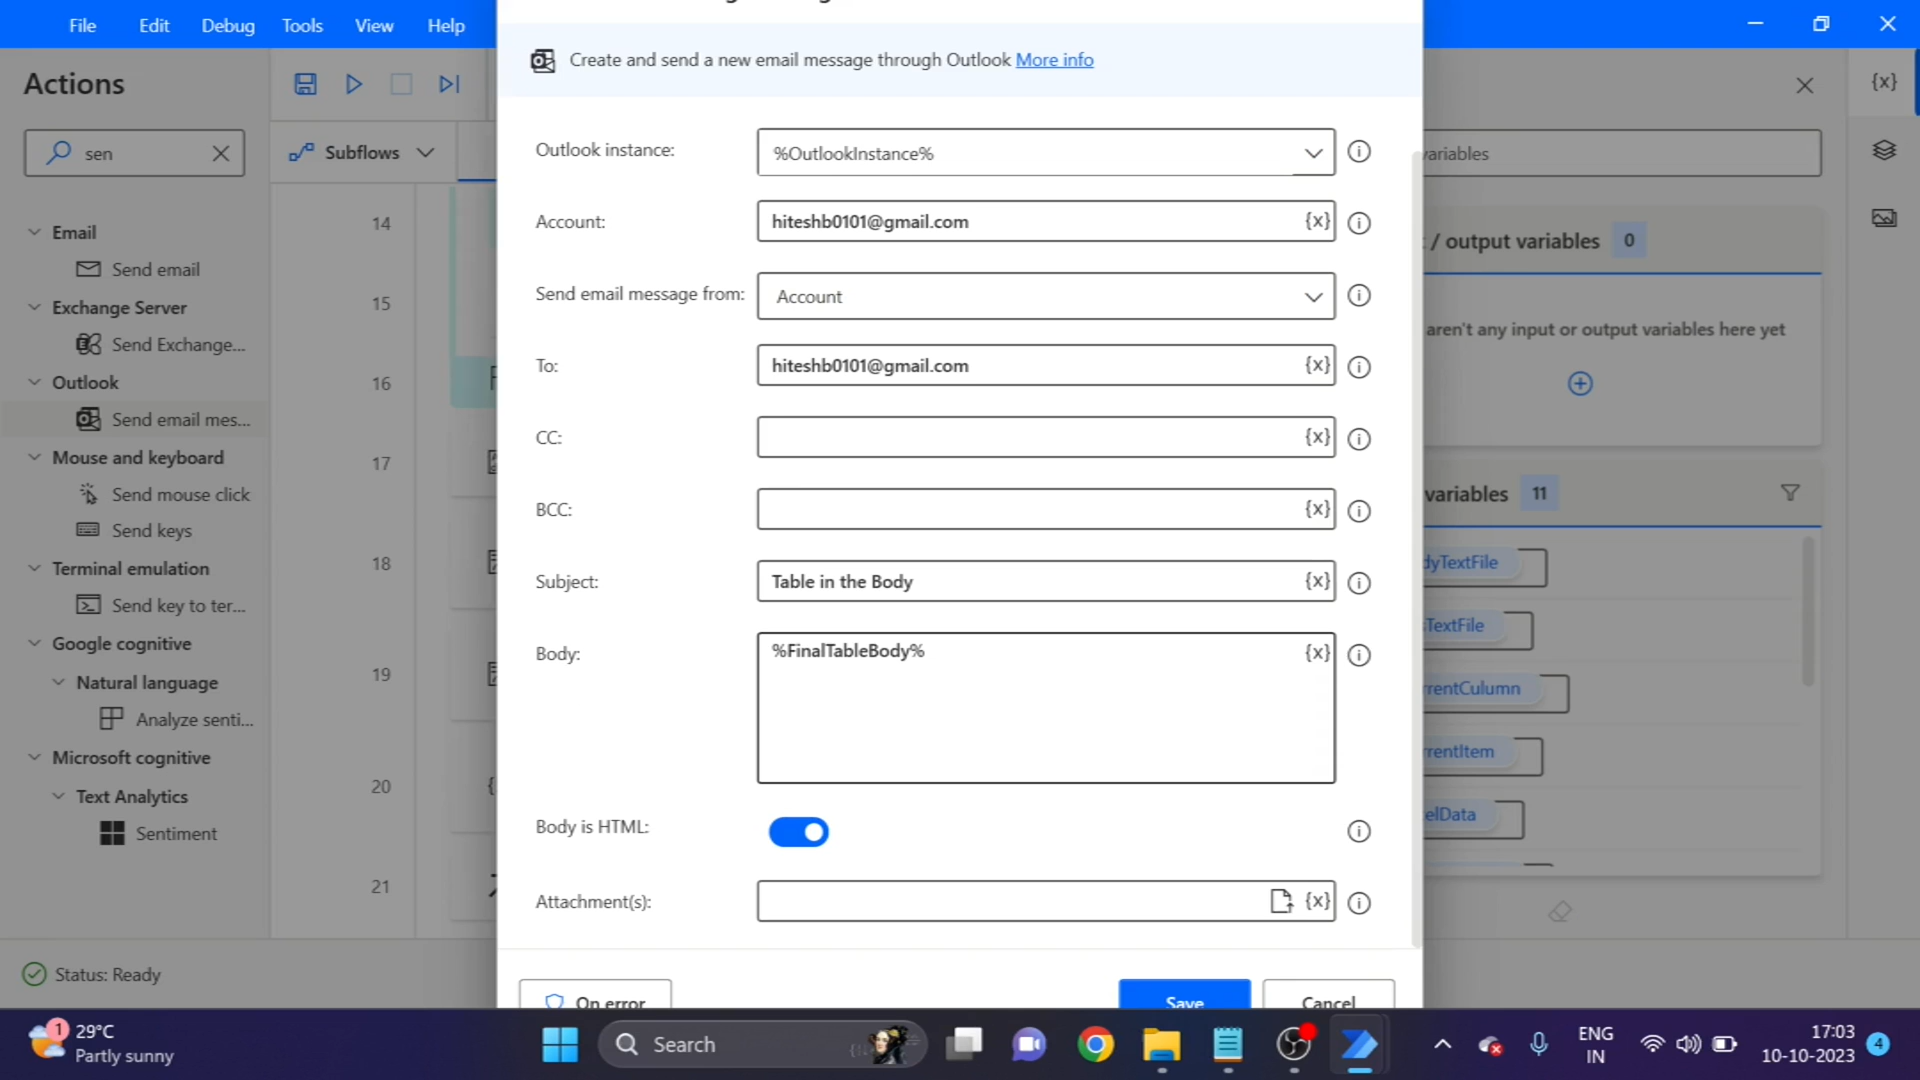 File Edit Debug Tools View Help
Actions
sen
Subflows
Email
Send email
Exchange Server
Send Exchange...
Outlook
Send email mes...
Mouse and keyboard
Send mouse click
Send keys
Terminal emulation
Send key to ter...
Google cognitive
Natural language
Analyze senti...
Microsoft cognitive
Text Analytics
Sentiment
14
15
16
17
18
19
20
21
Create and send a new email message through Outlook More info
Outlook instance: %OutlookInstance%
Account: hiteshb0101@gmail.com {x}
Send email message from: Account
To: hiteshb0101@gmail.com {x}
CC: {x}
BCC: {x}
Subject: Table in the Body {x}
Body: %FinalTableBody% {x}
Body is HTML:
Attachment(s): {x}
On error Save Cancel
{x}
variables
/ output variables 0
aren't any input or output variables here yet
variables 11
dyTextFile
TextFile
rrentCulumn
rrentItem
elData
Status: Ready
1 29°C
Partly sunny
Search
ENG
IN
17:03
10-10-2023
4